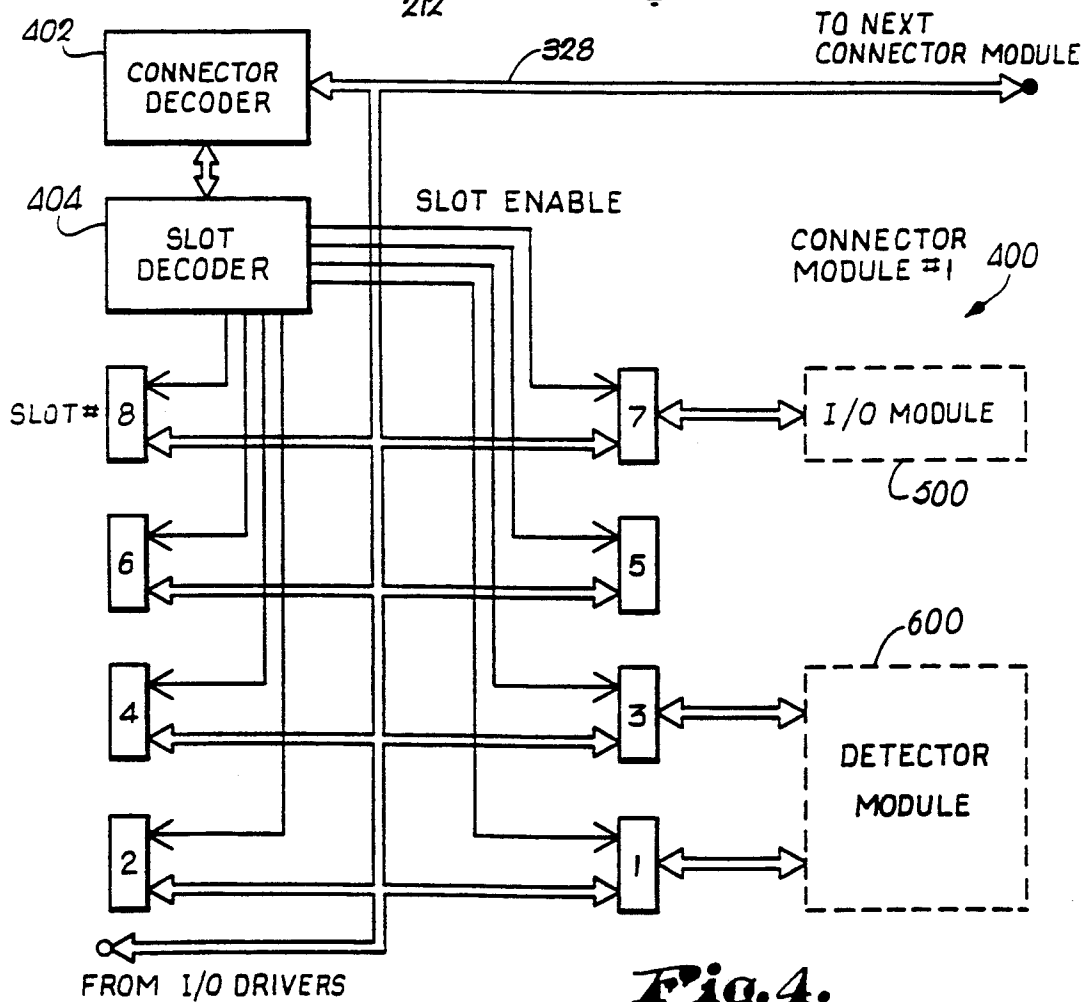 212
402
CONNECTOR
DECODER
328
TO NEXT
CONNECTOR MODULE
404
SLOT
DECODER
SLOT ENABLE
CONNECTOR
MODULE #1
400
SLOT#
8
7
I/O MODULE
500
6
5
600
4
3
DETECTOR
MODULE
2
1
FROM I/O DRIVERS
Fig.4.